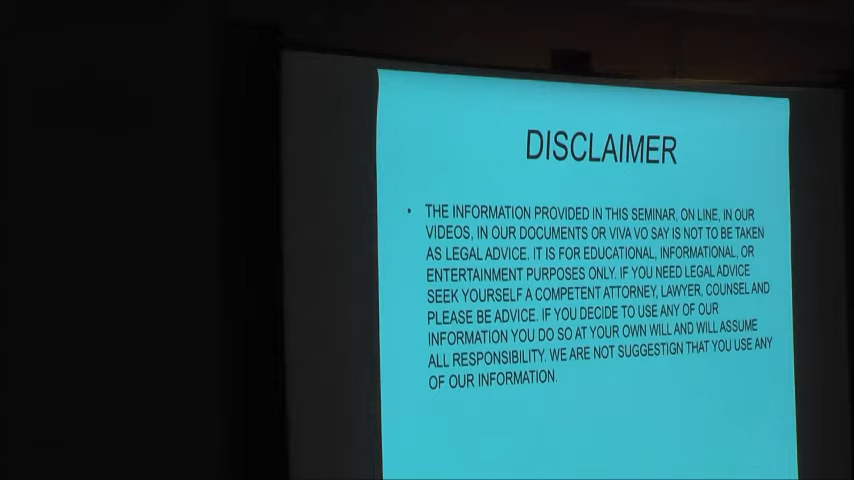 DISCLAIMER
• THE INFORMATION PROVIDED IN THIS SEMINAR, ON LINE, IN OUR
VIDEOS, IN OUR DOCUMENTS OR VIVA VO SAY IS NOT TO BE TAKEN
AS LEGAL ADVICE. IT IS FOR EDUCATIONAL, INFORMATIONAL, OR
ENTERTAINMENT PURPOSES ONLY. IF YOU NEED LEGAL ADVICE
SEEK YOURSELF A COMPETENT ATTORNEY, LAWYER, COUNSEL AND
PLEASE BE ADVICE. IF YOU DECIDE TO USE ANY OF OUR
INFORMATION YOU DO SO AT YOUR OWN WILL AND WILL ASSUME
ALL RESPONSIBILITY. WE ARE NOT SUGGESTIGN THAT YOU USE ANY
OF OUR INFORMATION.